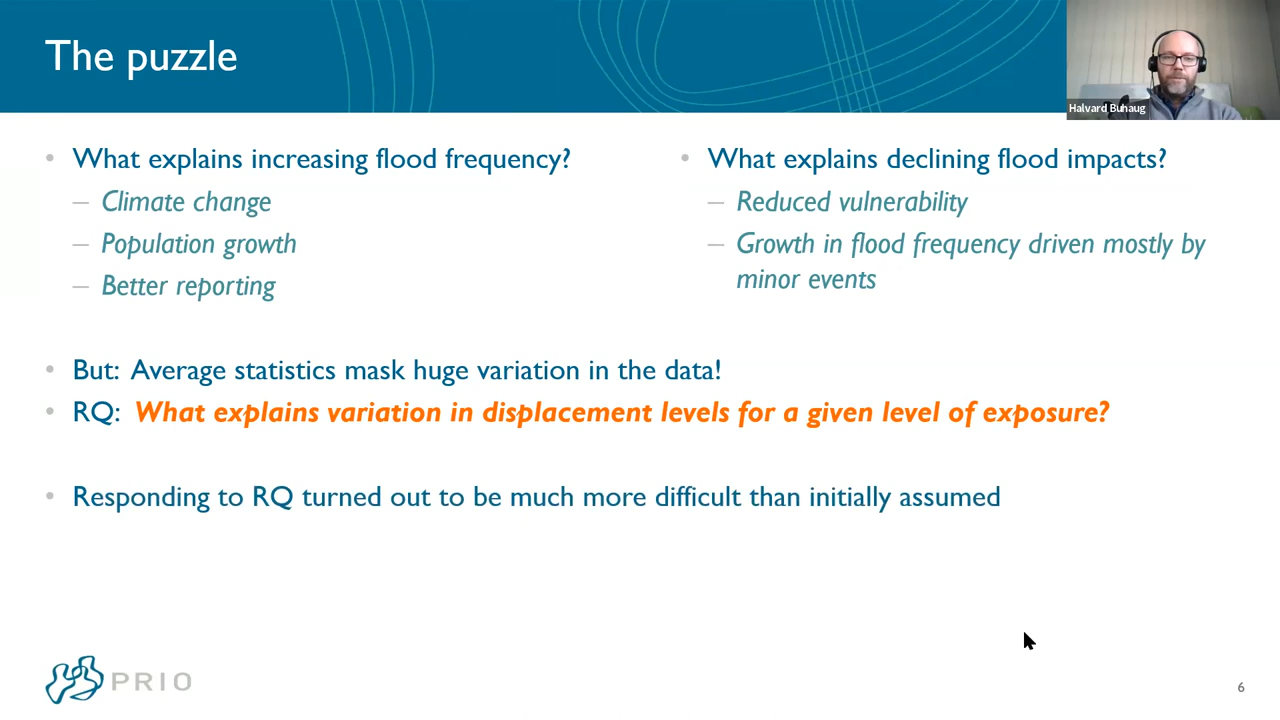 The puzzle
Halvard Buhaug
• What explains increasing flood frequency?
– Climate change
– Population growth
– Better reporting
• What explains declining flood impacts?
– Reduced vulnerability
– Growth in flood frequency driven mostly by
minor events
• But: Average statistics mask huge variation in the data!
• RQ: What explains variation in displacement levels for a given level of exposure?
• Responding to RQ turned out to be much more difficult than initially assumed
PRIO
6